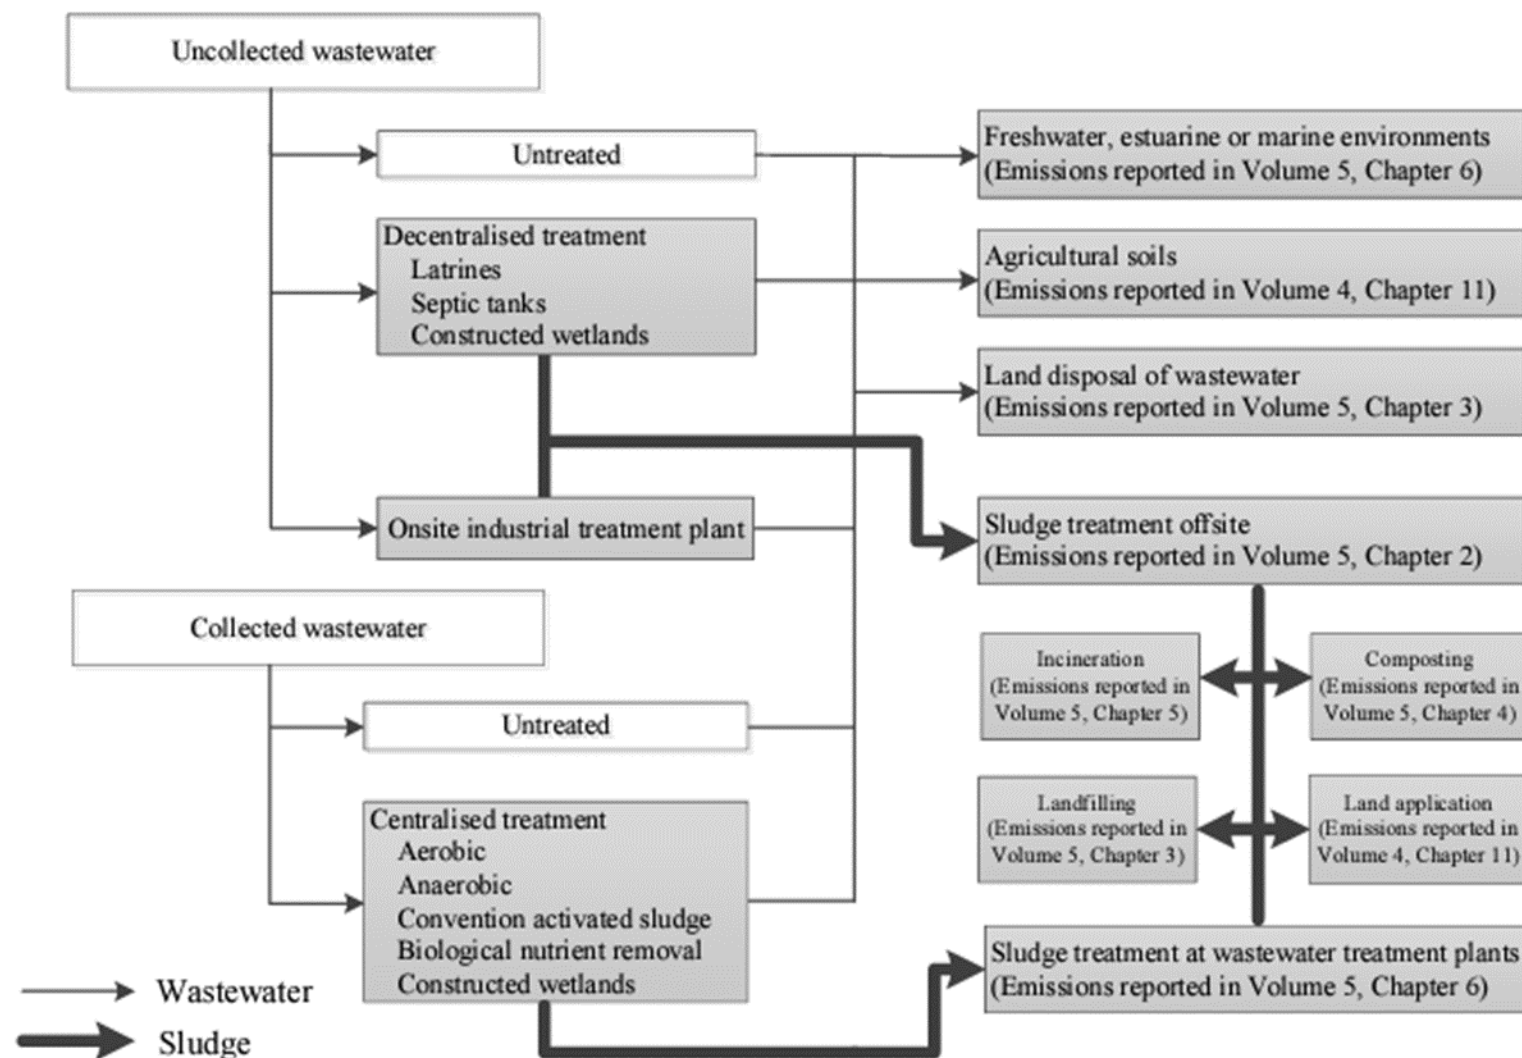 Uncollected wastewater
Untreated
Decentralised treatment
Latrines
Septic tanks
Constructed wetlands
Onsite industrial treatment plant
Collected wastewater
Untreated
Centralised treatment
Aerobic
Anaerobic
Convention activated sludge
Biological nutrient removal
Constructed wetlands
Wastewater
Sludge
Freshwater, estuarine or marine environments
(Emissions reported in Volume 5, Chapter 6)
Agricultural soils
(Emissions reported in Volume 4, Chapter 11)
Land disposal of wastewater
(Emissions reported in Volume 5, Chapter 3)
Sludge treatment offsite
(Emissions reported in Volume 5, Chapter 2)
Incineration
(Emissions reported in
Volume 5, Chapter 5)
Composting
(Emissions reported in
Volume 5, Chapter 4)
Landfilling
(Emissions reported in
Volume 5, Chapter 3)
Land application
(Emissions reported in
Volume 4, Chapter 11)
Sludge treatment at wastewater treatment plants
(Emissions reported in Volume 5, Chapter 6)